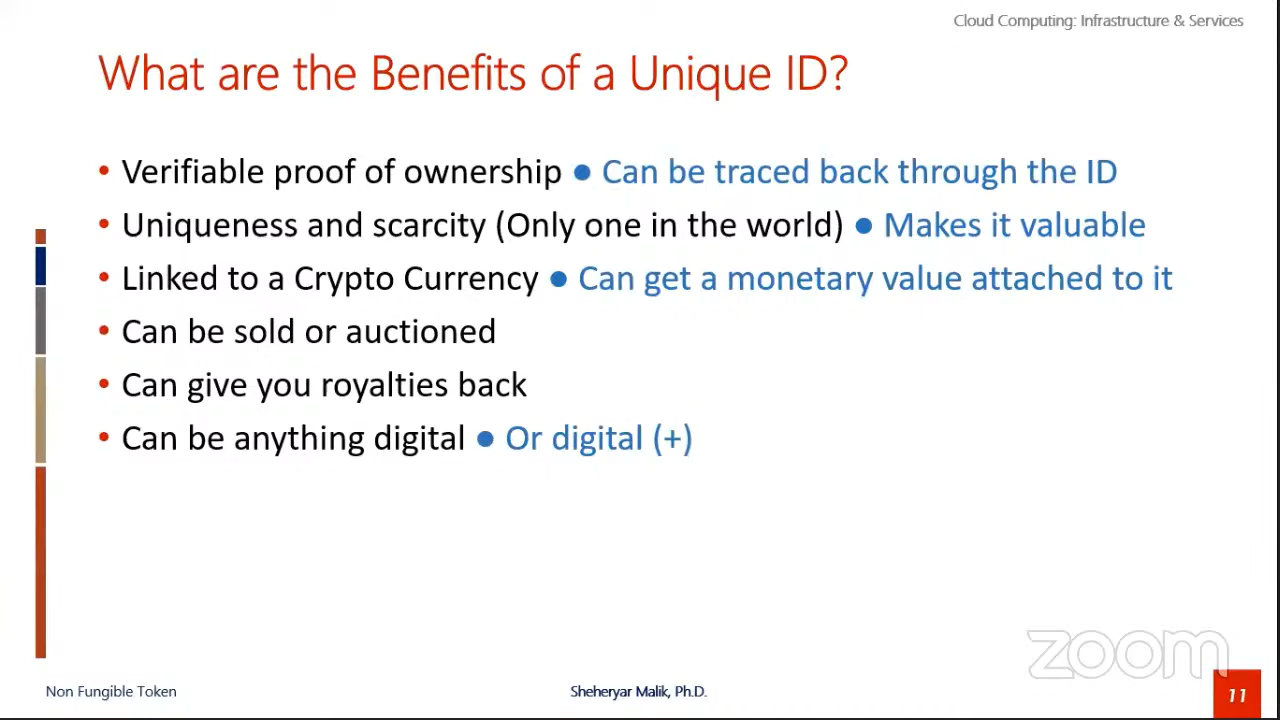 Cloud Computing: Infrastructure & Services
What are the Benefits of a Unique ID?
• Verifiable proof of ownership ● Can be traced back through the ID
• Uniqueness and scarcity (Only one in the world) ● Makes it valuable
• Linked to a Crypto Currency ● Can get a monetary value attached to it
• Can be sold or auctioned
• Can give you royalties back
• Can be anything digital ● Or digital (+)
zoom
Non Fungible Token Sheheryar Malik, Ph.D. 11